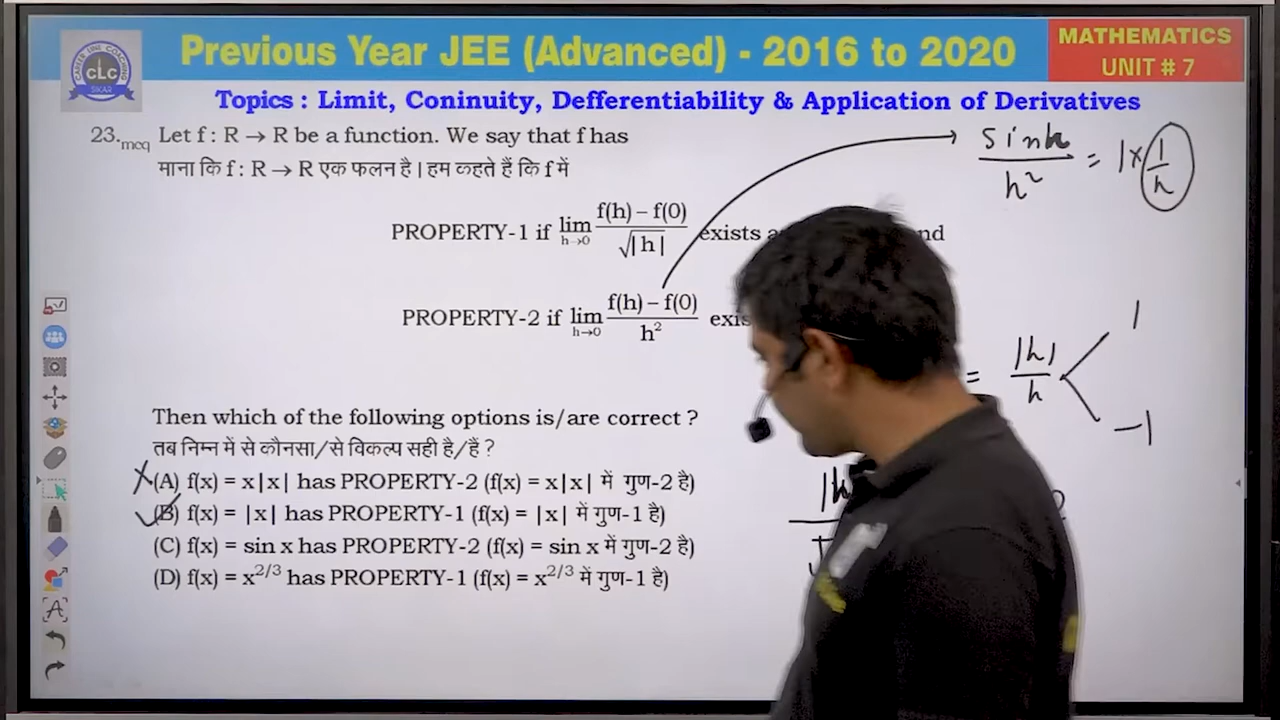 Previous Year JEE (Advanced) - 2016 to 2020
MATHEMATICS
UNIT # 7
CLC
SIKAR
Topics : Limit, Coninuity, Defferentiability & Application of Derivatives
23.mcq Let f : R → R be a function. We say that f has
माना कि f : R → R एक फलन है। हम कहते हैं कि f में
sin h / h² = 1 × 1/h
PROPERTY-1 if lim h→0 f(h) – f(0) / √|h| exists
PROPERTY-2 if lim h→0 f(h) – f(0) / h²
= |h| / h < 1
–1
Then which of the following options is/are correct ?
तब निम्न में से कौनसा/से विकल्प सही है/हैं ?
(A) f(x) = x|x| has PROPERTY-2 (f(x) = x|x| में गुण-2 है)
(B) f(x) = |x| has PROPERTY-1 (f(x) = |x| में गुण-1 है)
(C) f(x) = sin x has PROPERTY-2 (f(x) = sin x में गुण-2 है)
(D) f(x) = x^2/3 has PROPERTY-1 (f(x) = x^2/3 में गुण-1 है)